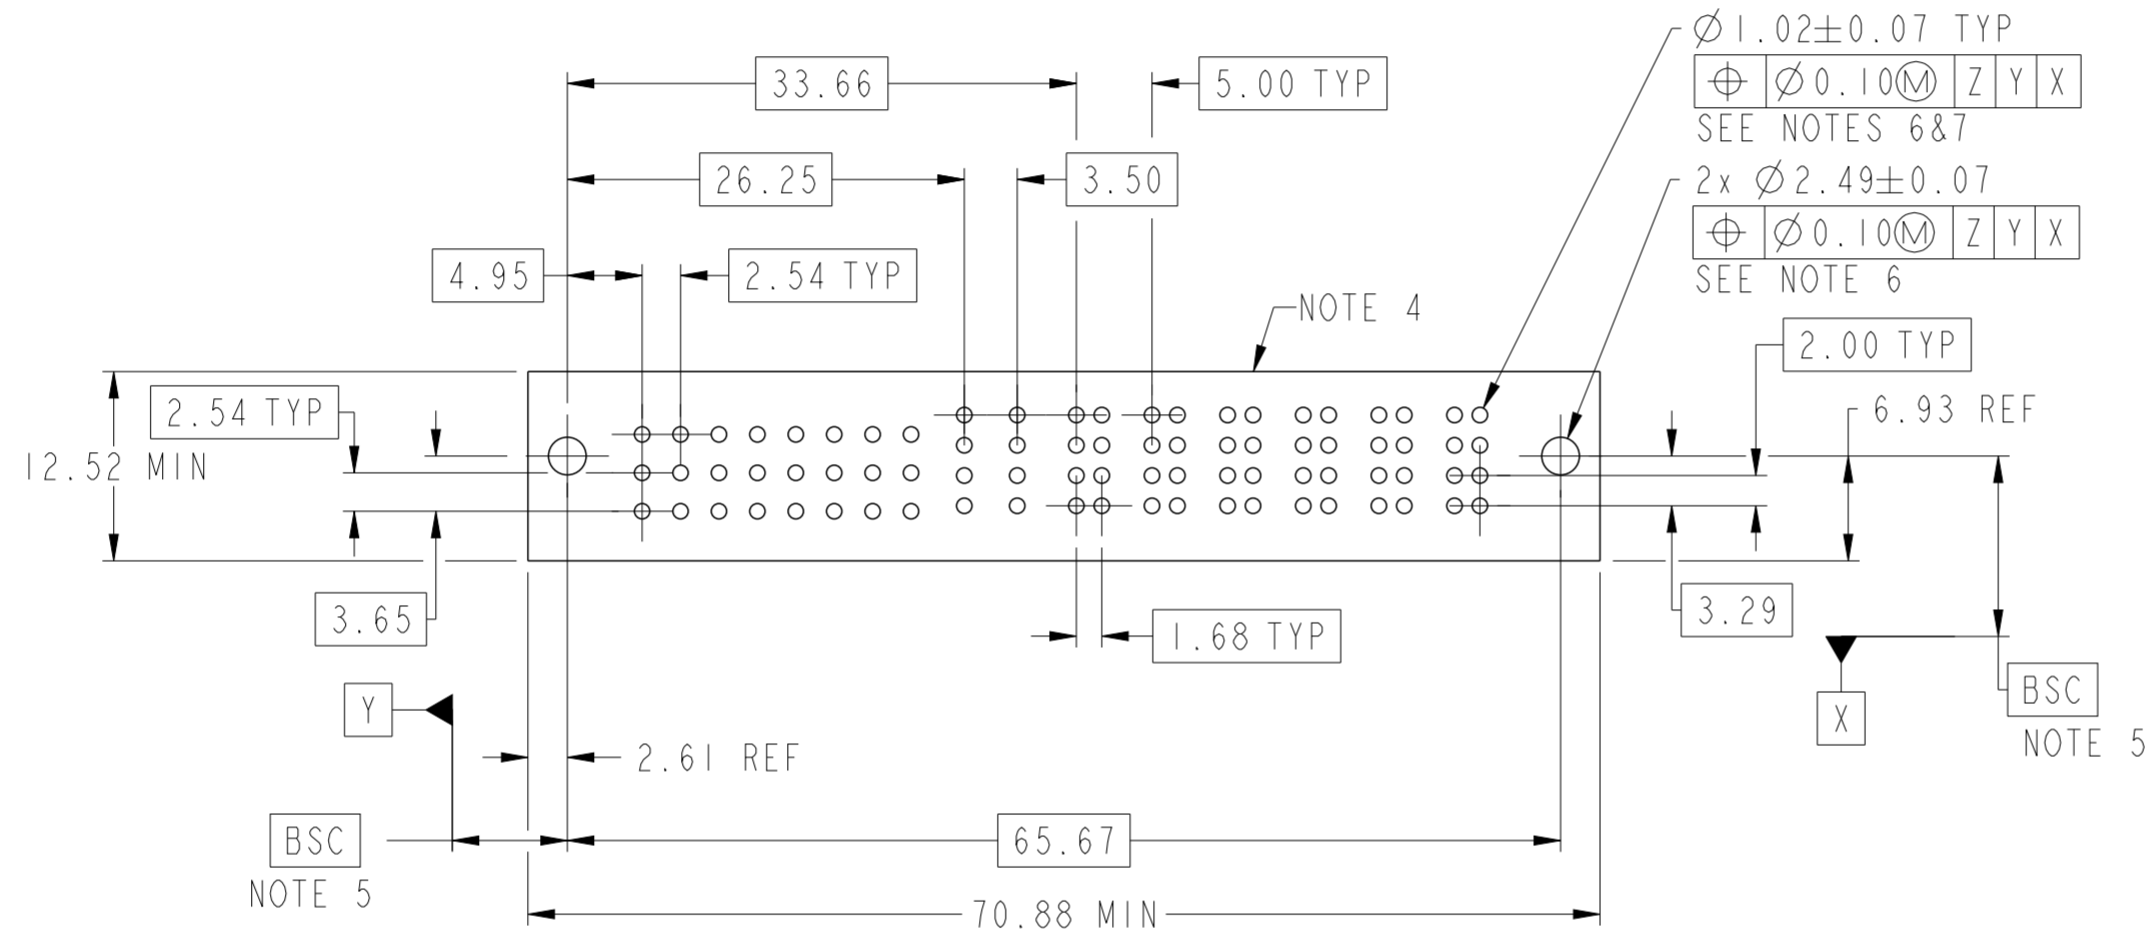 Ø1.02±0.07 TYP
⌖ Ø0.10Ⓜ Z Y X
SEE NOTES 6&7
33.66
5.00 TYP
26.25
3.50
2x Ø2.49±0.07
⌖ Ø0.10Ⓜ Z Y X
SEE NOTE 6
4.95
2.54 TYP
NOTE 4
2.00 TYP
2.54 TYP
6.93 REF
12.52 MIN
3.65
1.68 TYP
3.29
Y
X
BSC
NOTE 5
2.61 REF
BSC
NOTE 5
65.67
70.88 MIN